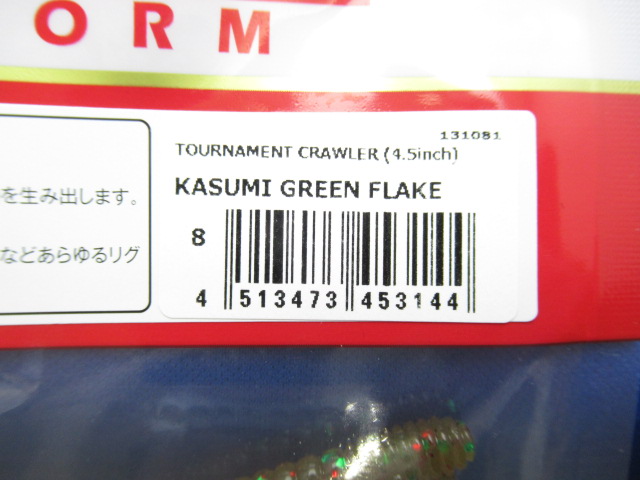 ORM
131081
TOURNAMENT CRAWLER (4.5inch)
KASUMI GREEN FLAKE
8
4 513473 453144
を生み出します。
などあらゆるリグ